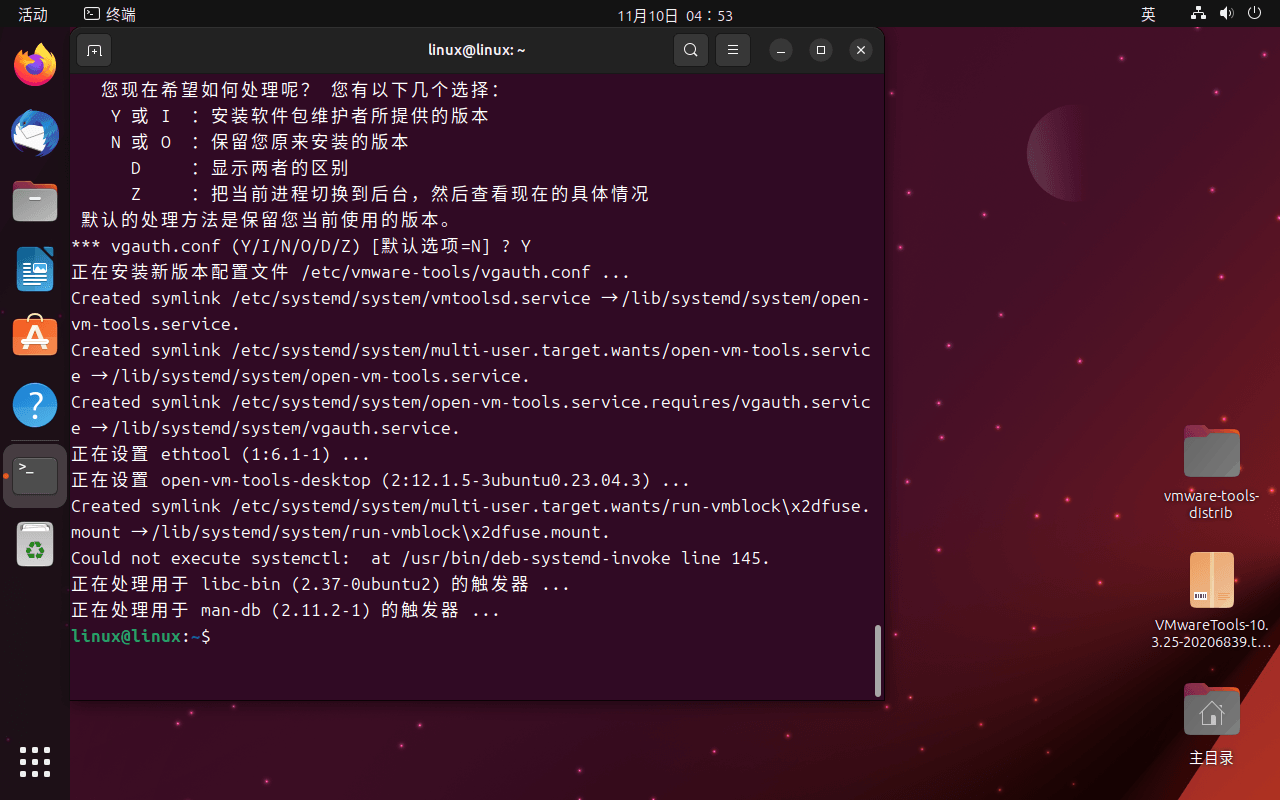 活动
终端
11月10日 04：53
英
linux@linux: ~
您现在希望如何处理呢？ 您有以下几个选择：
Y 或 I ：安装软件包维护者所提供的版本
N 或 O ：保留您原来安装的版本
D ：显示两者的区别
Z ：把当前进程切换到后台，然后查看现在的具体情况
默认的处理方法是保留您当前使用的版本。
*** vgauth.conf (Y/I/N/O/D/Z) [默认选项=N] ? Y
正在安装新版本配置文件 /etc/vmware-tools/vgauth.conf ...
Created symlink /etc/systemd/system/vmtoolsd.service → /lib/systemd/system/open-
vm-tools.service.
Created symlink /etc/systemd/system/multi-user.target.wants/open-vm-tools.servic
e → /lib/systemd/system/open-vm-tools.service.
Created symlink /etc/systemd/system/open-vm-tools.service.requires/vgauth.servic
e → /lib/systemd/system/vgauth.service.
正在设置 ethtool (1:6.1-1) ...
正在设置 open-vm-tools-desktop (2:12.1.5-3ubuntu0.23.04.3) ...
Created symlink /etc/systemd/system/multi-user.target.wants/run-vmblock\x2dfuse.
mount → /lib/systemd/system/run-vmblock\x2dfuse.mount.
Could not execute systemctl:  at /usr/bin/deb-systemd-invoke line 145.
正在处理用于 libc-bin (2.37-0ubuntu2) 的触发器 ...
正在处理用于 man-db (2.11.2-1) 的触发器 ...
linux@linux:~$
vmware-tools-
distrib
VMwareTools-10.
3.25-20206839.t...
主目录